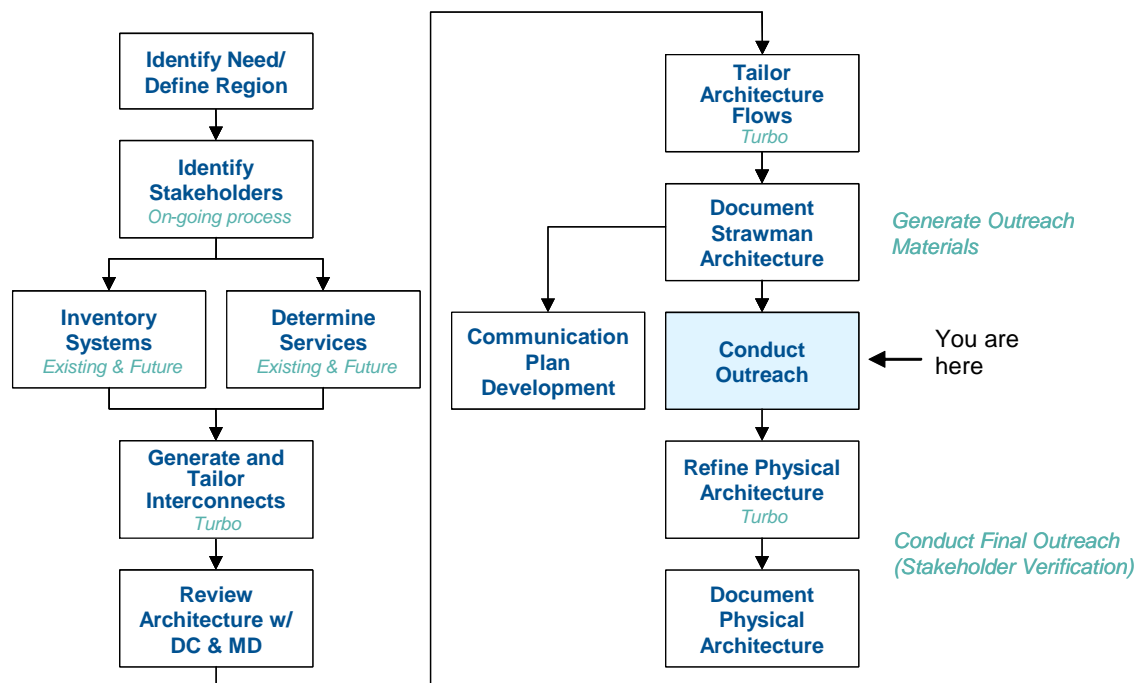 Identify Need/
Define Region
Identify
Stakeholders
On-going process
Inventory
Systems
Existing & Future
Determine
Services
Existing & Future
Generate and
Tailor
Interconnects
Turbo
Review
Architecture w/
DC & MD
Tailor
Architecture
Flows
Turbo
Document
Strawman
Architecture
Generate Outreach
Materials
Communication
Plan
Development
Conduct
Outreach
You are
here
Refine Physical
Architecture
Turbo
Conduct Final Outreach
(Stakeholder Verification)
Document
Physical
Architecture